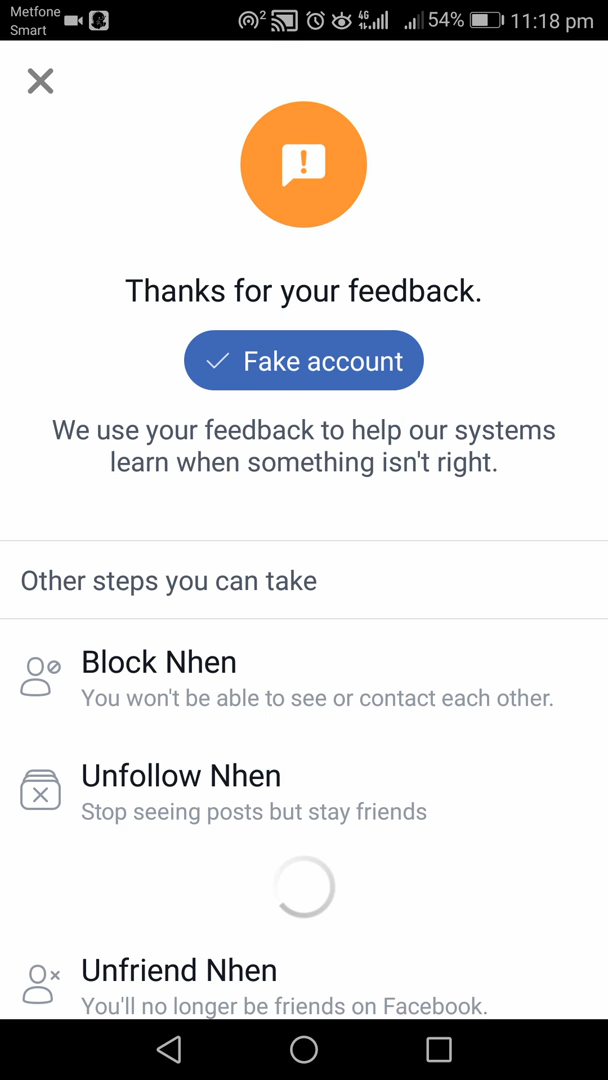 Metfone
Smart
2
4G
54%
11:18 pm
Thanks for your feedback.
Fake account
We use your feedback to help our systems
learn when something isn't right.
Other steps you can take
Block Nhen
You won't be able to see or contact each other.
Unfollow Nhen
Stop seeing posts but stay friends
Unfriend Nhen
You'll no longer be friends on Facebook.